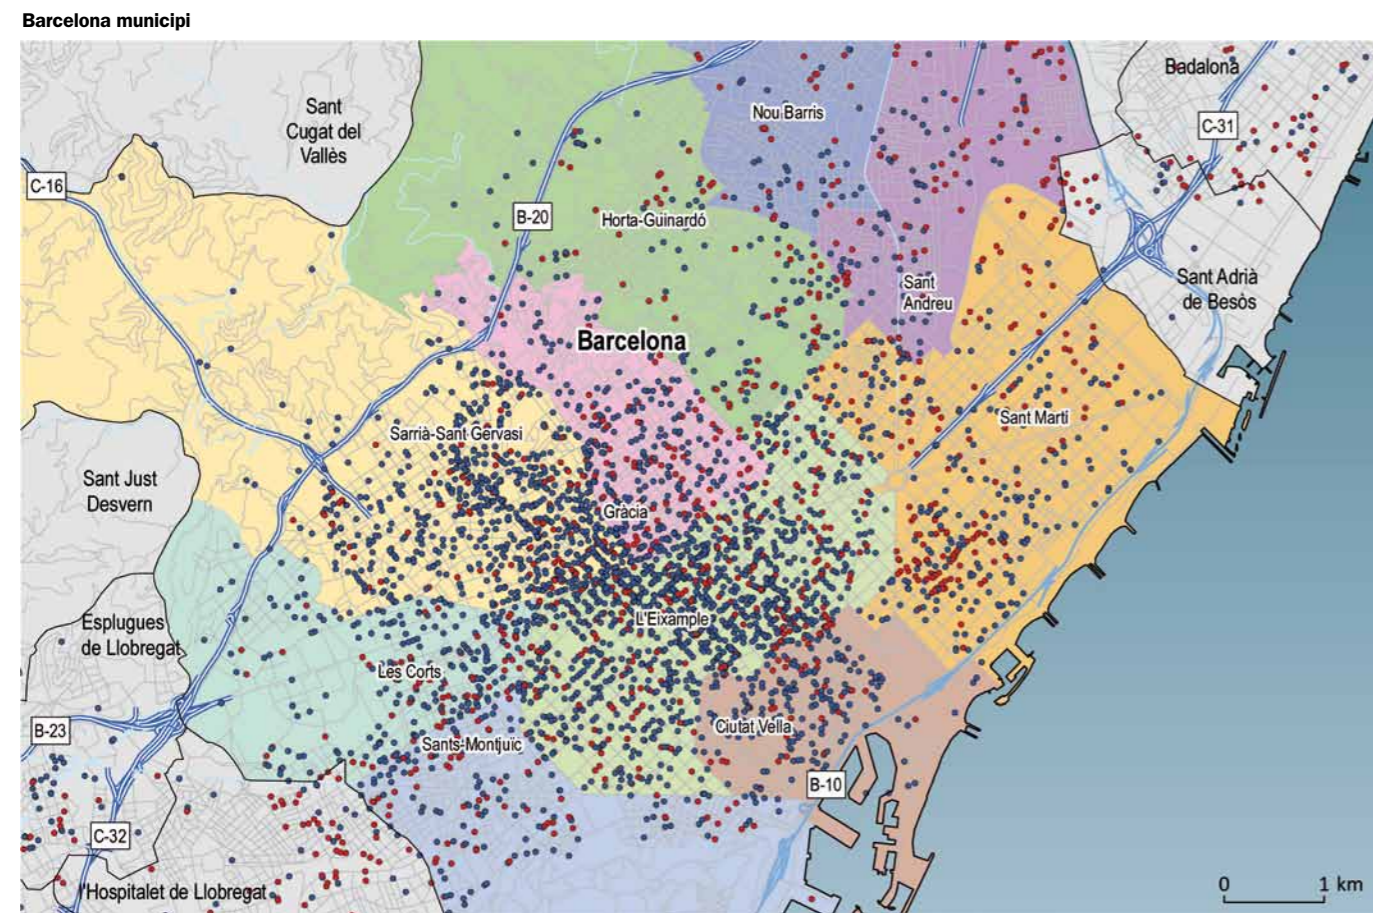 Barcelona municipi
Badalona
Sant
Cugat del
Vallès
Nou Barris
C-31
C-16
B-20
Horta-Guinardó
Sant Adrià
de Besòs
Sant
Andreu
Barcelona
Sant Martí
Sarrià-Sant Gervasi
Sant Just
Desvern
Gràcia
Esplugues
de Llobregat
L'Eixample
Les Corts
B-23
Ciutat Vella
Sants-Montjuïc
B-10
C-32
l'Hospitalet de Llobregat
0 1 km